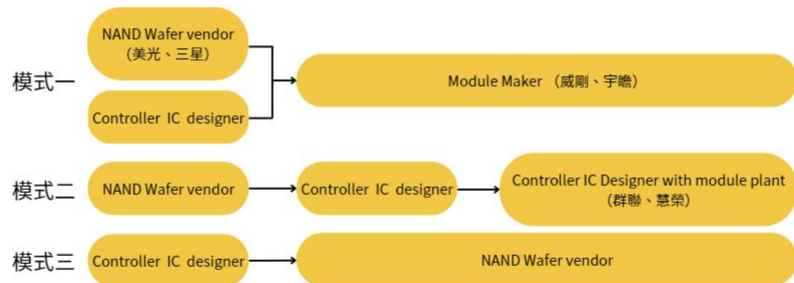 模式一
NAND Wafer vendor
（美光、三星）
Controller IC designer
Module Maker （威剛、宇瞻）
模式二
NAND Wafer vendor
Controller IC designer
Controller IC Designer with module plant
（群聯、慧榮）
模式三
Controller IC designer
NAND Wafer vendor